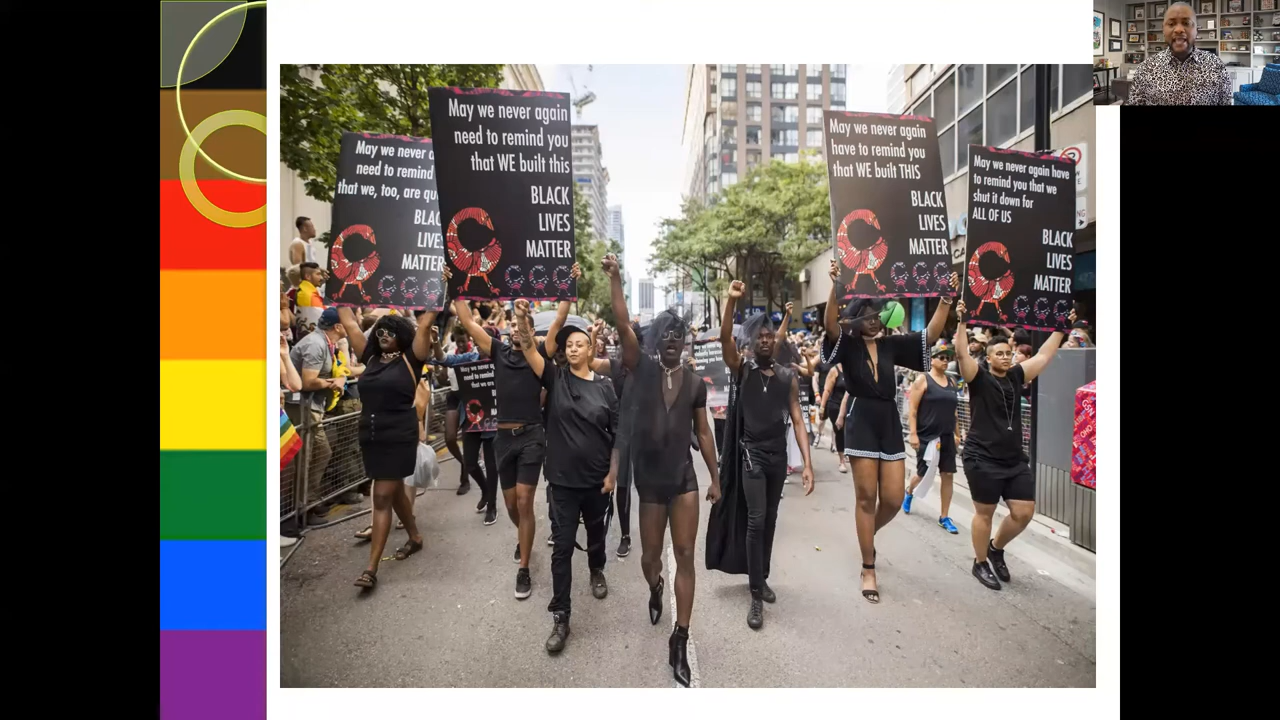 May we never
need to remind
that we, too, are
LIVES
MATTER
May we never again
need to remind you
that WE built this
BLACK
LIVES
MATTER
May we never again
have to remind you
that WE built THIS
BLACK
LIVES
MATTER
May we never again have
to remind you that we
shut it down for
ALL OF US
BLACK
LIVES
MATTER